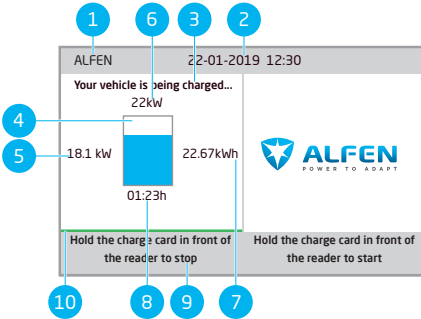 1 6 3 2
ALFEN 22-01-2019 12:30
Your vehicle is being charged...
22kW
4
5 18.1 kW 22.67kWh
ALFEN
POWER TO ADAPT
01:23h
Hold the charge card in front of
the reader to stop
Hold the charge card in front of
the reader to start
10 8 9 7